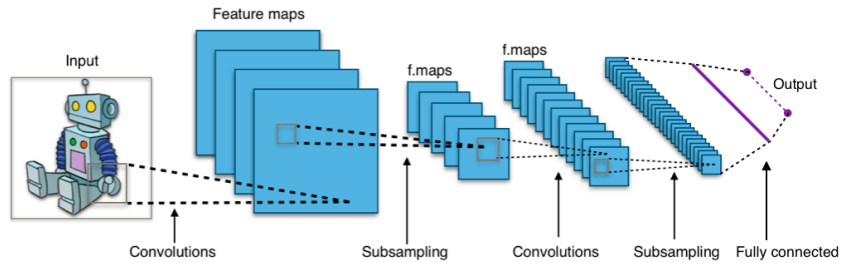 Feature maps
Input
f.maps
f.maps
Output
Convolutions
Subsampling
Convolutions
Subsampling
Fully connected